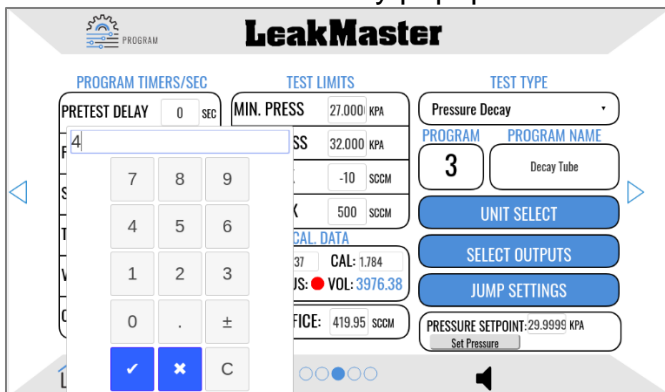 PROGRAM
LeakMaster
PROGRAM TIMERS/SEC
PRETEST DELAY 0 SEC
4
7 8 9
4 5 6
1 2 3
0 . ±
✔ ✖ C
TEST LIMITS
MIN. PRESS 27.000 KPA
SS 32.000 KPA
-10 SCCM
500 SCCM
CAL. DATA
37 CAL: 1.784
US: VOL: 3976.38
FICE: 419.95 SCCM
TEST TYPE
Pressure Decay
PROGRAM PROGRAM NAME
3 Decay Tube
UNIT SELECT
SELECT OUTPUTS
JUMP SETTINGS
PRESSURE SETPOINT: 29.9999 KPA
Set Pressure